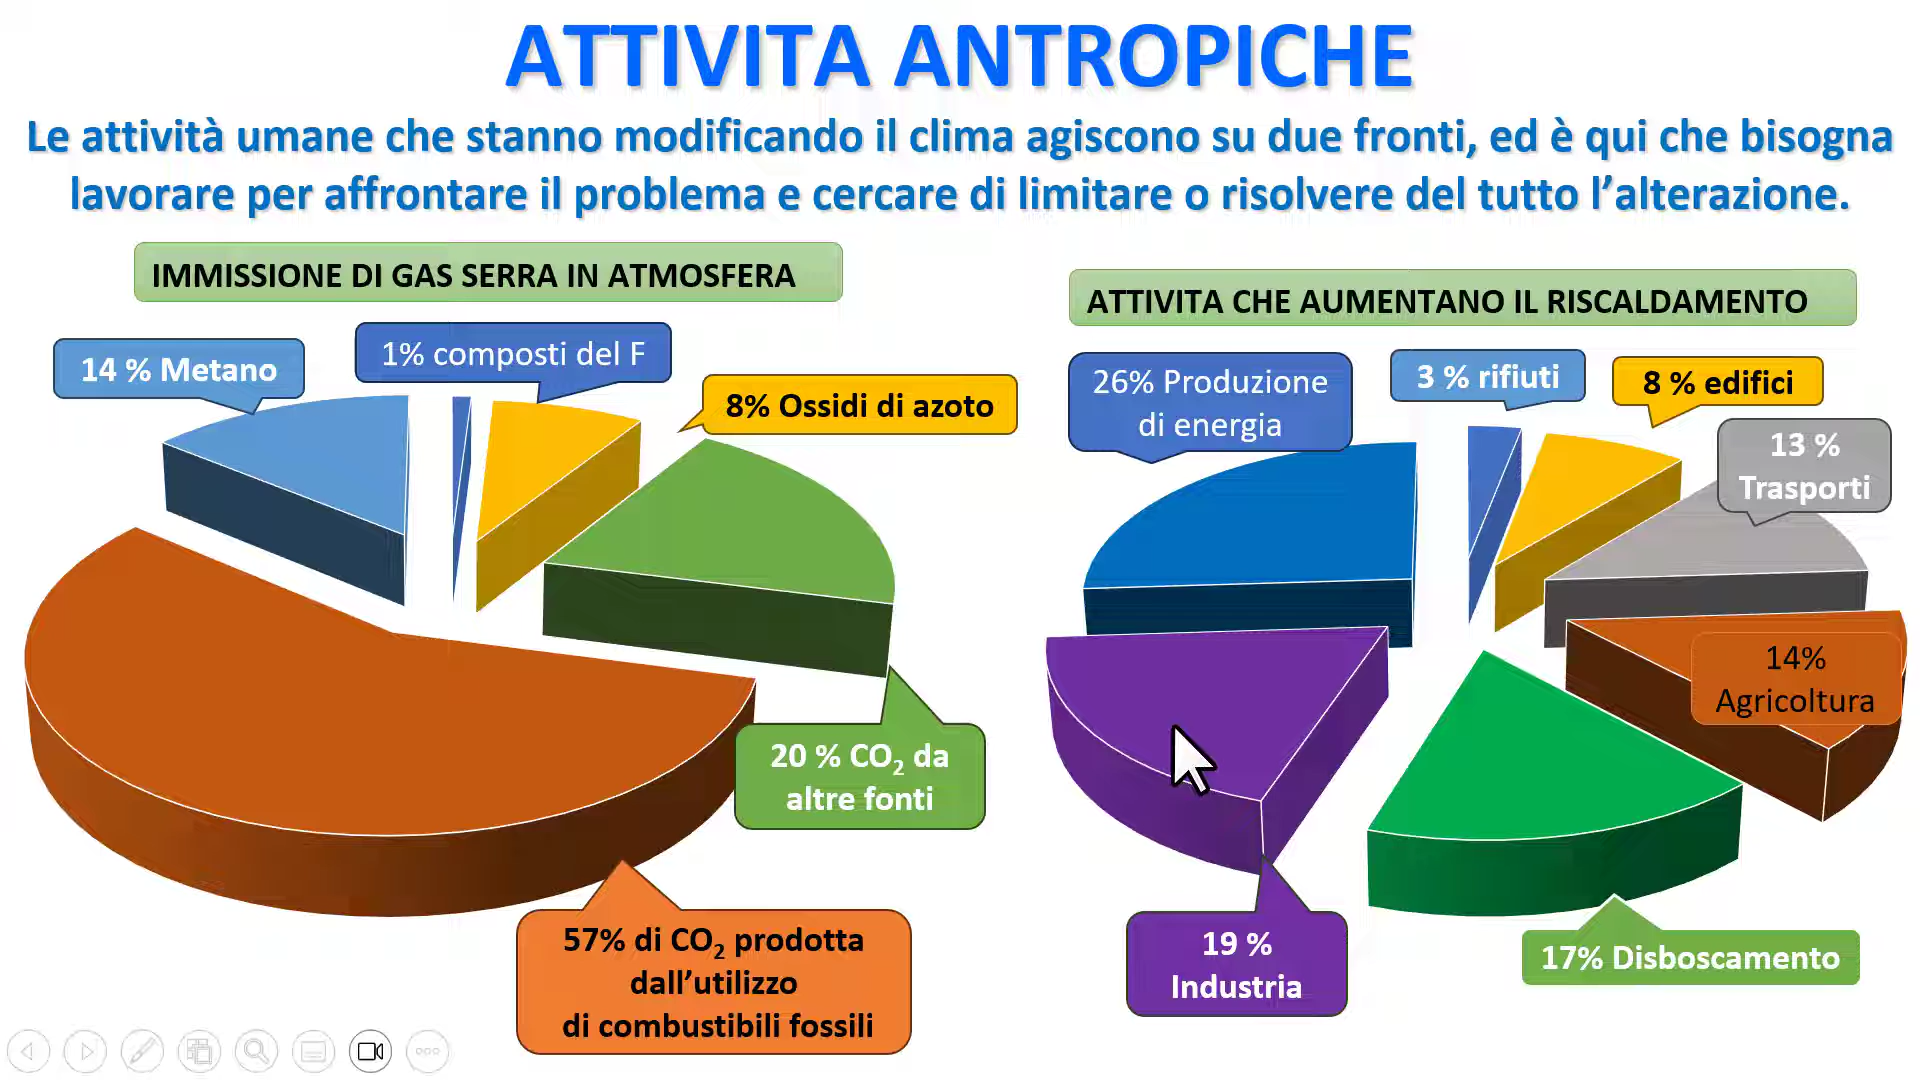 ATTIVITA ANTROPICHE
Le attività umane che stanno modificando il clima agiscono su due fronti, ed è qui che bisogna
lavorare per affrontare il problema e cercare di limitare o risolvere del tutto l’alterazione.
IMMISSIONE DI GAS SERRA IN ATMOSFERA
14 % Metano
1% composti del F
8% Ossidi di azoto
20 % CO₂ da
altre fonti
57% di CO₂ prodotta
dall’utilizzo
di combustibili fossili
ATTIVITA CHE AUMENTANO IL RISCALDAMENTO
26% Produzione
di energia
3 % rifiuti
8 % edifici
13 %
Trasporti
14%
Agricoltura
17% Disboscamento
19 %
Industria